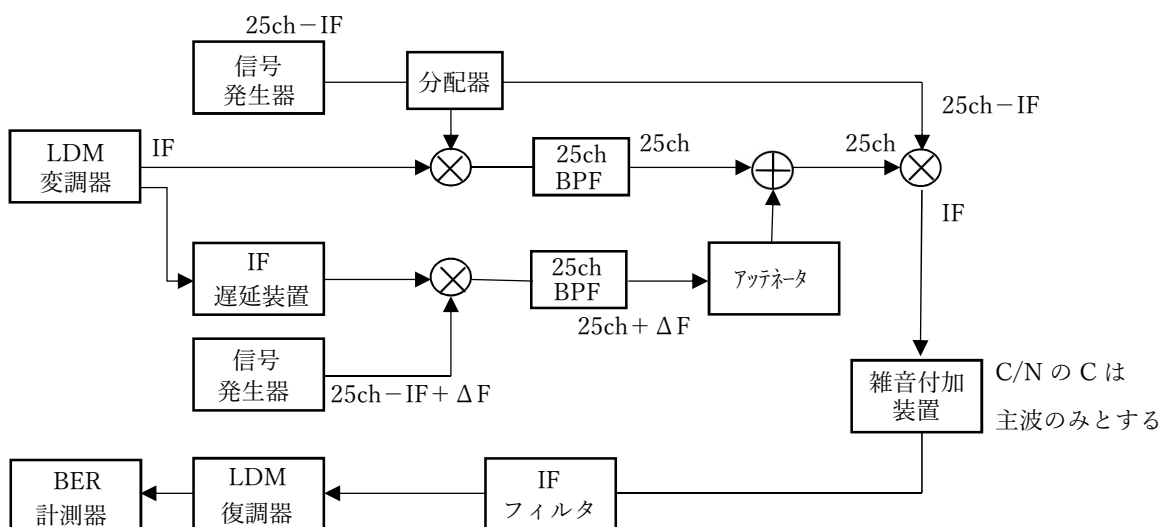 25ch−IF
信号
発生器
分配器
25ch−IF
LDM
変調器
IF
25ch
BPF
25ch
25ch
IF
IF
遅延装置
25ch
BPF
アッテネータ
25ch+ΔF
信号
発生器
25ch−IF+ΔF
雑音付加
装置
C/N の C は
主波のみとする
BER
計測器
LDM
復調器
IF
フィルタ